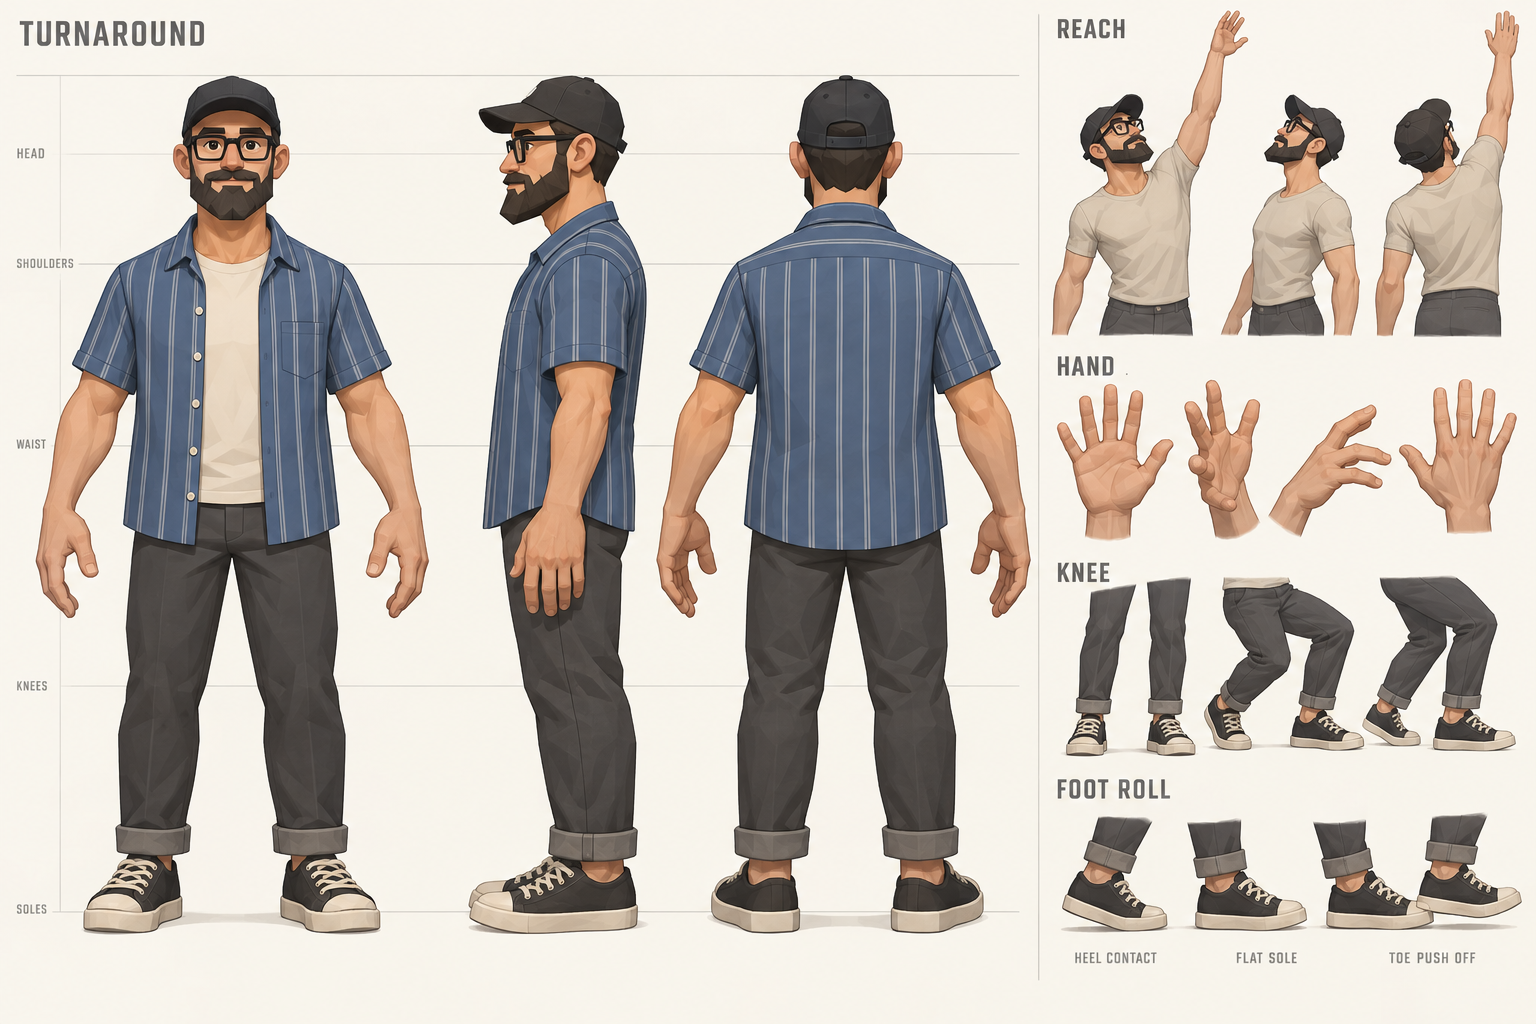 TURNAROUND
HEAD
SHOULDERS
WAIST
KNEES
SOLES
REACH
HAND
KNEE
FOOT ROLL
HEEL CONTACT
FLAT SOLE
TOE PUSH OFF